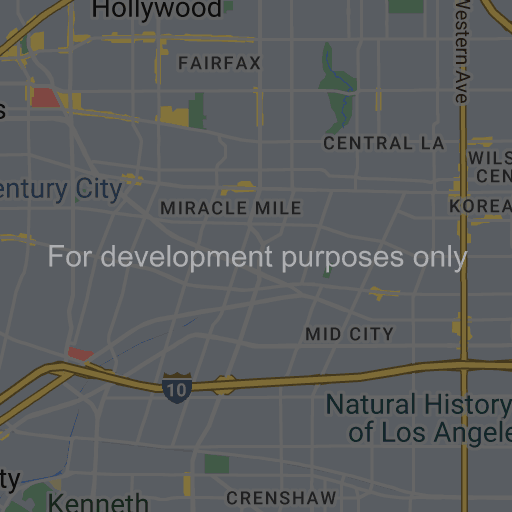 Hollywood
Western Ave
FAIRFAX
s
CENTRAL LA
WILS
CEN
entury City
MIRACLE MILE
KOREA
For development purposes only
MID CITY
10
Natural History
of Los Angele
ty
Kenneth
CRENSHAW